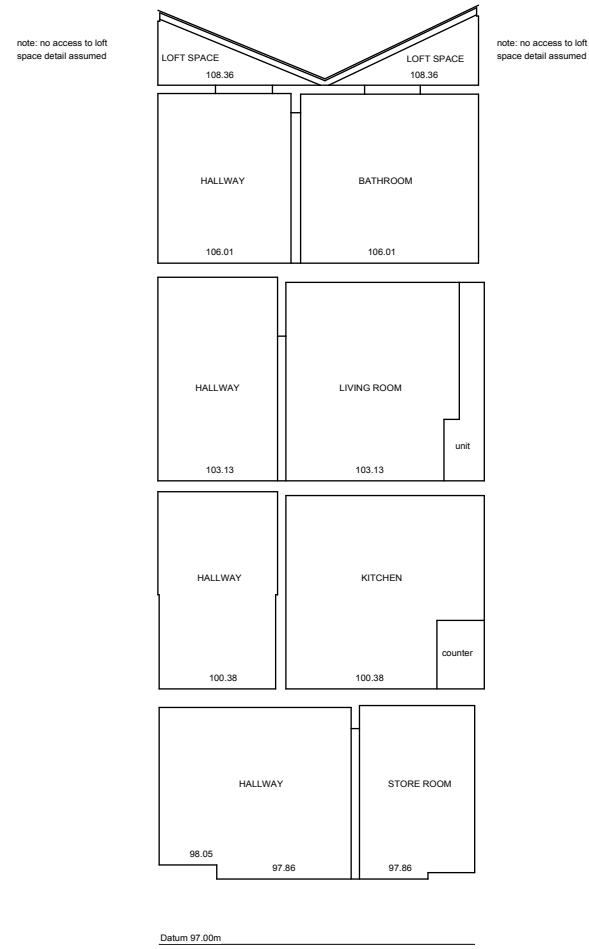 note: no access to loft
space detail assumed
note: no access to loft
space detail assumed
LOFT SPACE
108.36
LOFT SPACE
108.36
HALLWAY
BATHROOM
106.01
106.01
HALLWAY
LIVING ROOM
unit
103.13
103.13
HALLWAY
KITCHEN
counter
100.38
100.38
HALLWAY
STORE ROOM
98.05
97.86
97.86
Datum 97.00m